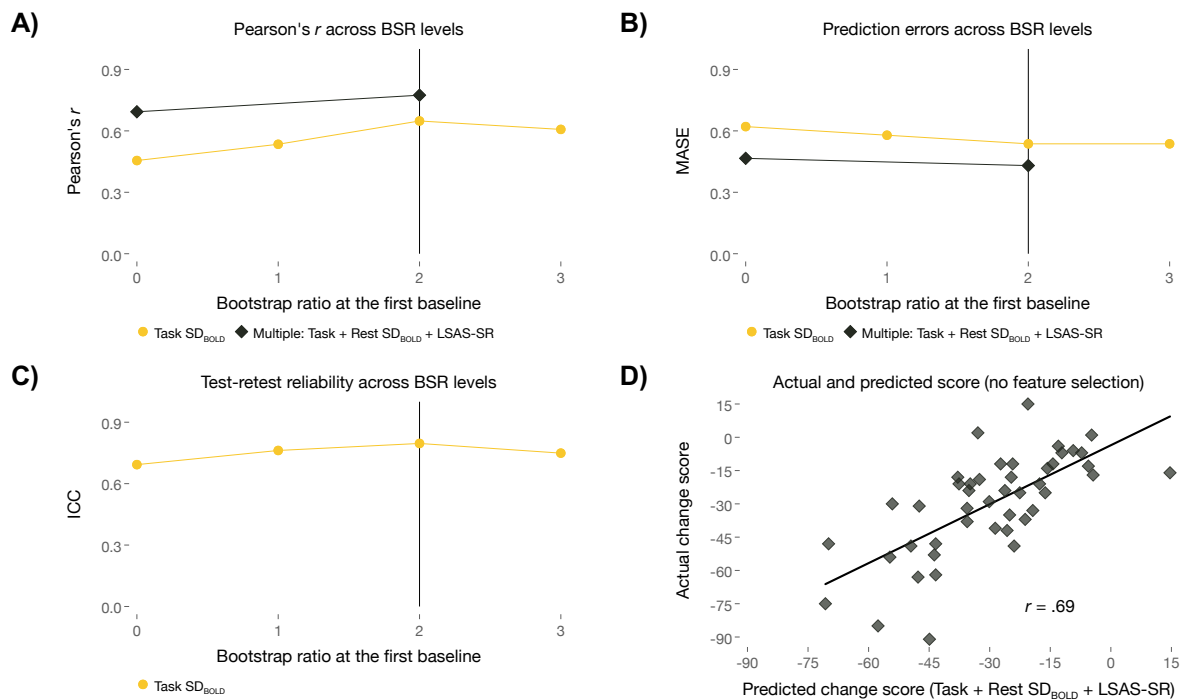 A)
Pearson's r across BSR levels
Pearson's r
0.9
0.6
0.3
0.0
0 1 2 3
Bootstrap ratio at the first baseline
Task SD_BOLD Multiple: Task + Rest SD_BOLD + LSAS-SR
B)
Prediction errors across BSR levels
MASE
0.9
0.6
0.3
0.0
0 1 2 3
Bootstrap ratio at the first baseline
Task SD_BOLD Multiple: Task + Rest SD_BOLD + LSAS-SR
C)
Test-retest reliability across BSR levels
ICC
0.9
0.6
0.3
0.0
0 1 2 3
Bootstrap ratio at the first baseline
Task SD_BOLD
D)
Actual and predicted score (no feature selection)
Actual change score
15
0
-15
-30
-45
-60
-75
-90
r = .69
-90 -75 -60 -45 -30 -15 0 15
Predicted change score (Task + Rest SD_BOLD + LSAS-SR)